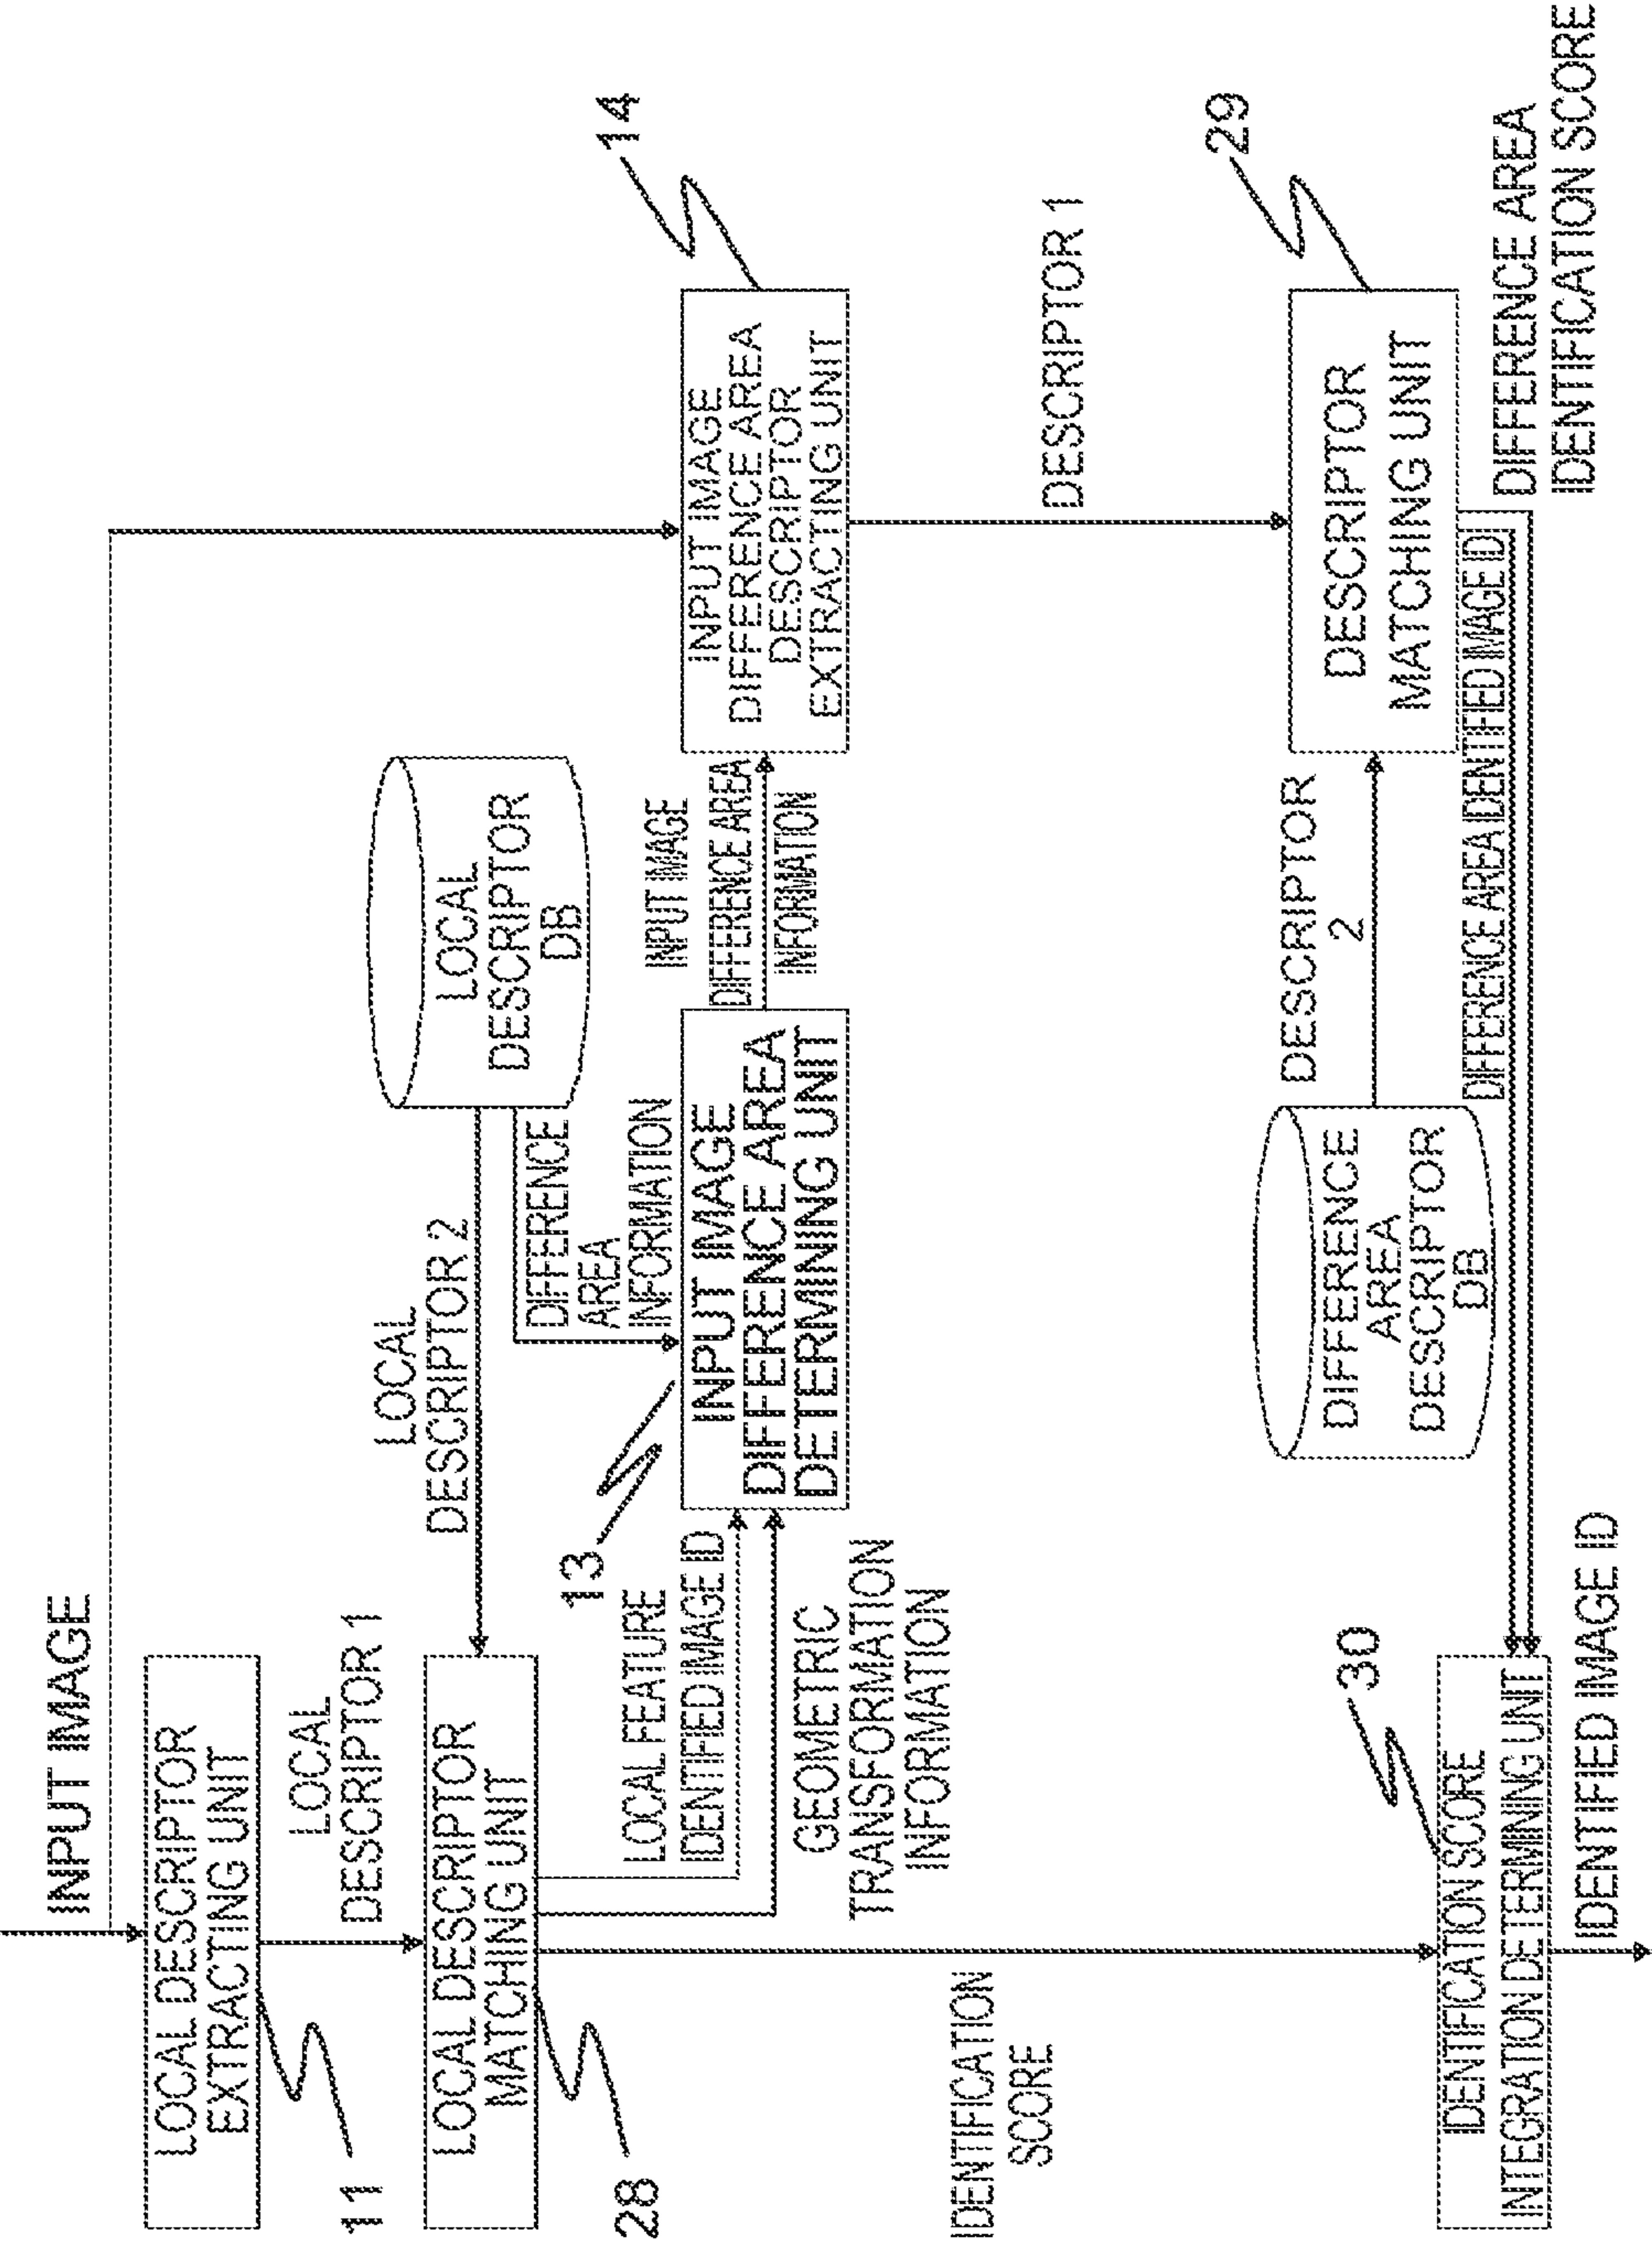 INPUT IMAGE
LOCAL DESCRIPTOR
EXTRACTING UNIT
11
LOCAL
DESCRIPTOR 1
LOCAL DESCRIPTOR
MATCHING UNIT
28
LOCAL
DESCRIPTOR 2
LOCAL
DESCRIPTOR
DB
DIFFERENCE
AREA
INFORMATION
LOCAL FEATURE
IDENTIFIED IMAGE ID
GEOMETRIC
TRANSFORMATION
INFORMATION
13
INPUT IMAGE
DIFFERENCE AREA
DETERMINING UNIT
INPUT IMAGE
DIFFERENCE AREA
INFORMATION
14
INPUT IMAGE
DIFFERENCE AREA
DESCRIPTOR
EXTRACTING UNIT
DESCRIPTOR 1
IDENTIFICATION
SCORE
DIFFERENCE
AREA
DESCRIPTOR
DB
DESCRIPTOR
2
29
DESCRIPTOR
MATCHING UNIT
DIFFERENCE AREA IDENTIFIED IMAGE ID
DIFFERENCE AREA
IDENTIFICATION SCORE
30
IDENTIFICATION SCORE
INTEGRATION DETERMINING UNIT
IDENTIFIED IMAGE ID